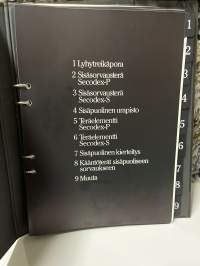 1 Lyhytreikäpora
2 Sisäsorvausterä
Secodex-P
3 Sisäsorvausterä
Secodex-S
4 Sisäpuolinen urapisto
5 Teräelementti
Secodex-P
6 Teräelementti
Secodex-S
7 Sisäpuolinen kierteitys
8 Kääntöterät sisäpuoliseen
sorvaukseen
9 Muuta
1
2
3
4
5
6
7
8
9